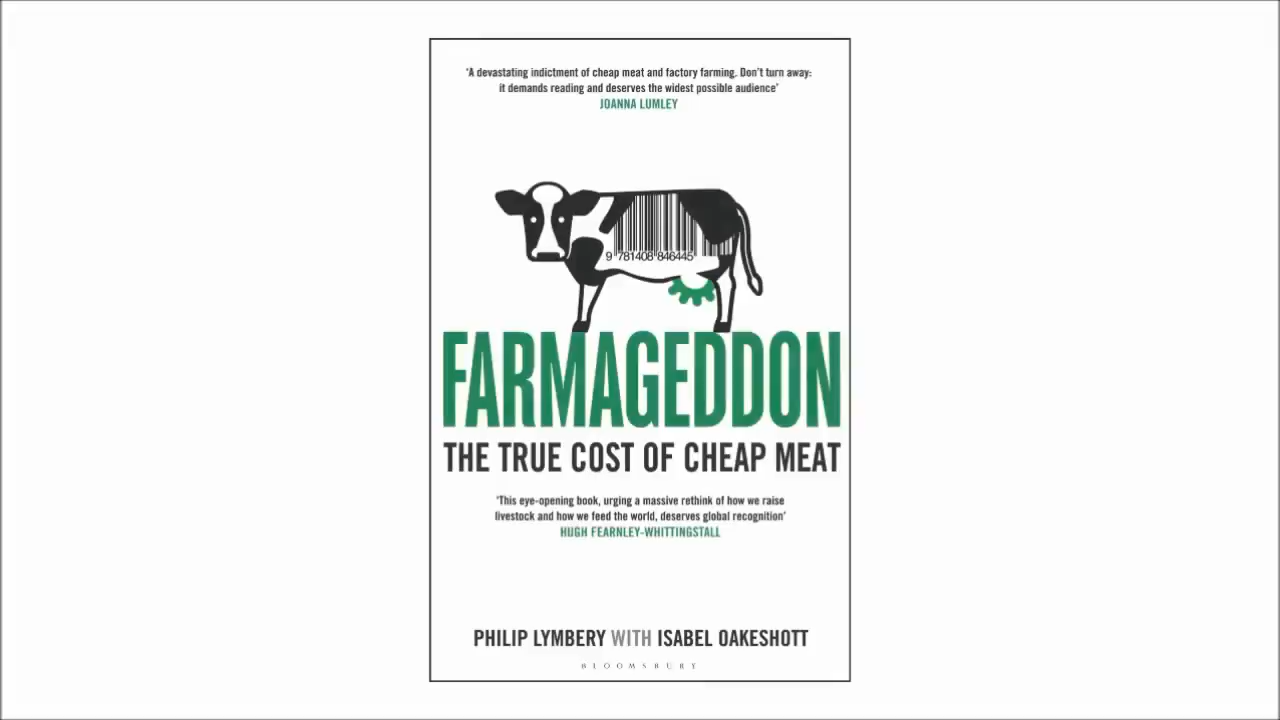 'A devastating indictment of cheap meat and factory farming. Don't turn away:
it demands reading and deserves the widest possible audience'
JOANNA LUMLEY
9 781408 846445
FARMAGEDDON
THE TRUE COST OF CHEAP MEAT
'This eye-opening book, urging a massive rethink of how we raise
livestock and how we feed the world, deserves global recognition'
HUGH FEARNLEY-WHITTINGSTALL
PHILIP LYMBERY WITH ISABEL OAKESHOTT
BLOOMSBURY